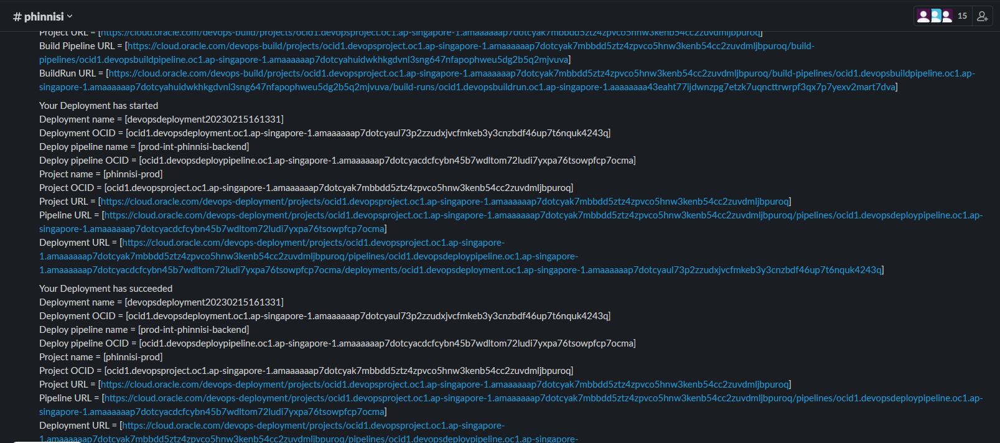 # phinnisi
15
Project URL = [https://cloud.oracle.com/devops-build/projects/ocid1.devopsproject.oc1.ap-singapore-1.amaaaaaap7dotcyak7mbbdd5ztz4zpvco5hnw3kenb54cc2zuvdmljbpuroq]
Build Pipeline URL = [https://cloud.oracle.com/devops-build/projects/ocid1.devopsproject.oc1.ap-singapore-1.amaaaaaap7dotcyak7mbbdd5ztz4zpvco5hnw3kenb54cc2zuvdmljbpuroq/build-
pipelines/ocid1.devopsbuildpipeline.oc1.ap-singapore-1.amaaaaaap7dotcyahuidwkhkgdvnl3sng647nfapophweu5dg2b5q2mjvuva]
BuildRun URL = [https://cloud.oracle.com/devops-build/projects/ocid1.devopsproject.oc1.ap-singapore-1.amaaaaaap7dotcyak7mbbdd5ztz4zpvco5hnw3kenb54cc2zuvdmljbpuroq/build-pipelines/ocid1.devopsbuildpipeline.oc1.ap-
singapore-1.amaaaaaap7dotcyahuidwkhkgdvnl3sng647nfapophweu5dg2b5q2mjvuva/build-runs/ocid1.devopsbuildrun.oc1.ap-singapore-1.aaaaaaaa43eaht77ijdwnzpg7etzk7uqncttrwrpf3qx7p7yexv2mart7dva]
Your Deployment has started
Deployment name = [devopsdeployment20230215161331]
Deployment OCID = [ocid1.devopsdeployment.oc1.ap-singapore-1.amaaaaaap7dotcyaul73p2zzudxjvcfmkeb3y3cnzbdf46up7t6nquk4243q]
Deploy pipeline name = [prod-int-phinnisi-backend]
Deploy pipeline OCID = [ocid1.devopsdeploypipeline.oc1.ap-singapore-1.amaaaaaap7dotcyacdcfcybn45b7wdltom72ludi7yxpa76tsowpfcp7ocma]
Project name = [phinnisi-prod]
Project OCID = [ocid1.devopsproject.oc1.ap-singapore-1.amaaaaaap7dotcyak7mbbdd5ztz4zpvco5hnw3kenb54cc2zuvdmljbpuroq]
Project URL = [https://cloud.oracle.com/devops-deployment/projects/ocid1.devopsproject.oc1.ap-singapore-1.amaaaaaap7dotcyak7mbbdd5ztz4zpvco5hnw3kenb54cc2zuvdmljbpuroq]
Pipeline URL = [https://cloud.oracle.com/devops-deployment/projects/ocid1.devopsproject.oc1.ap-singapore-1.amaaaaaap7dotcyak7mbbdd5ztz4zpvco5hnw3kenb54cc2zuvdmljbpuroq/pipelines/ocid1.devopsdeploypipeline.oc1.ap-
singapore-1.amaaaaaap7dotcyacdcfcybn45b7wdltom72ludi7yxpa76tsowpfcp7ocma]
Deployment URL = [https://cloud.oracle.com/devops-deployment/projects/ocid1.devopsproject.oc1.ap-singapore-
1.amaaaaaap7dotcyak7mbbdd5ztz4zpvco5hnw3kenb54cc2zuvdmljbpuroq/pipelines/ocid1.devopsdeploypipeline.oc1.ap-singapore-
1.amaaaaaap7dotcyacdcfcybn45b7wdltom72ludi7yxpa76tsowpfcp7ocma/deployments/ocid1.devopsdeployment.oc1.ap-singapore-1.amaaaaaap7dotcyaul73p2zzudxjvcfmkeb3y3cnzbdf46up7t6nquk4243q]
Your Deployment has succeeded
Deployment name = [devopsdeployment20230215161331]
Deployment OCID = [ocid1.devopsdeployment.oc1.ap-singapore-1.amaaaaaap7dotcyaul73p2zzudxjvcfmkeb3y3cnzbdf46up7t6nquk4243q]
Deploy pipeline name = [prod-int-phinnisi-backend]
Deploy pipeline OCID = [ocid1.devopsdeploypipeline.oc1.ap-singapore-1.amaaaaaap7dotcyacdcfcybn45b7wdltom72ludi7yxpa76tsowpfcp7ocma]
Project name = [phinnisi-prod]
Project OCID = [ocid1.devopsproject.oc1.ap-singapore-1.amaaaaaap7dotcyak7mbbdd5ztz4zpvco5hnw3kenb54cc2zuvdmljbpuroq]
Project URL = [https://cloud.oracle.com/devops-deployment/projects/ocid1.devopsproject.oc1.ap-singapore-1.amaaaaaap7dotcyak7mbbdd5ztz4zpvco5hnw3kenb54cc2zuvdmljbpuroq]
Pipeline URL = [https://cloud.oracle.com/devops-deployment/projects/ocid1.devopsproject.oc1.ap-singapore-1.amaaaaaap7dotcyak7mbbdd5ztz4zpvco5hnw3kenb54cc2zuvdmljbpuroq/pipelines/ocid1.devopsdeploypipeline.oc1.ap-
singapore-1.amaaaaaap7dotcyacdcfcybn45b7wdltom72ludi7yxpa76tsowpfcp7ocma]
Deployment URL = [https://cloud.oracle.com/devops-deployment/projects/ocid1.devopsproject.oc1.ap-singapore-
1.amaaaaaap7dotcyak7mbbdd5ztz4zpvco5hnw3kenb54cc2zuvdmljbpuroq/pipelines/ocid1.devopsdeploypipeline.oc1.ap-singapore-